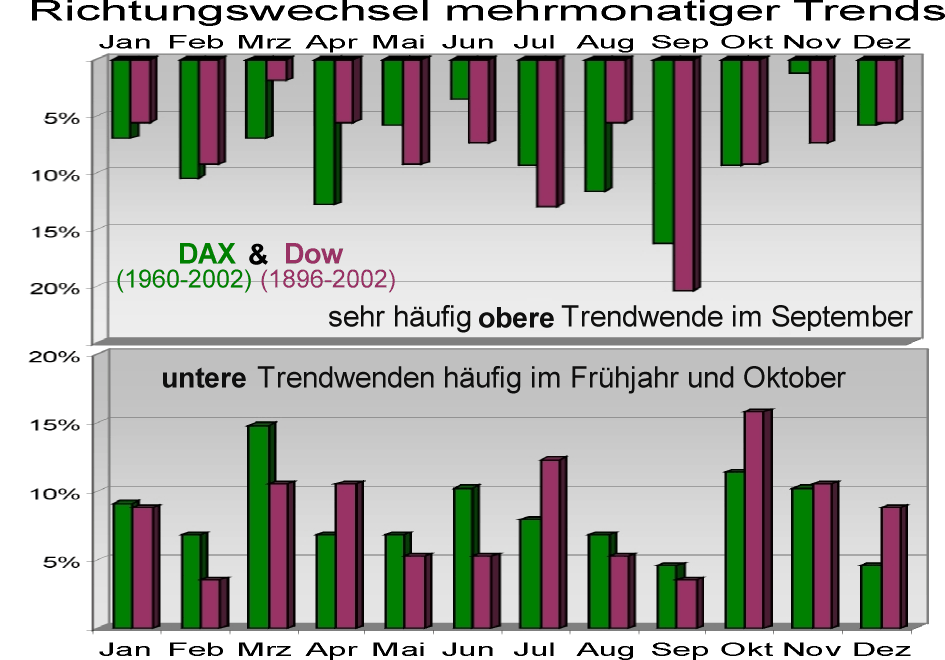 Richtungswechsel mehrmonatiger Trends
Jan Feb Mrz Apr Mai Jun Jul Aug Sep Okt Nov Dez
5%
10%
15%
DAX & Dow
(1960-2002) (1896-2002)
20%
sehr häufig obere Trendwende im September
20%
untere Trendwenden häufig im Frühjahr und Oktober
15%
10%
5%
Jan Feb Mrz Apr Mai Jun Jul Aug Sep Okt Nov Dez